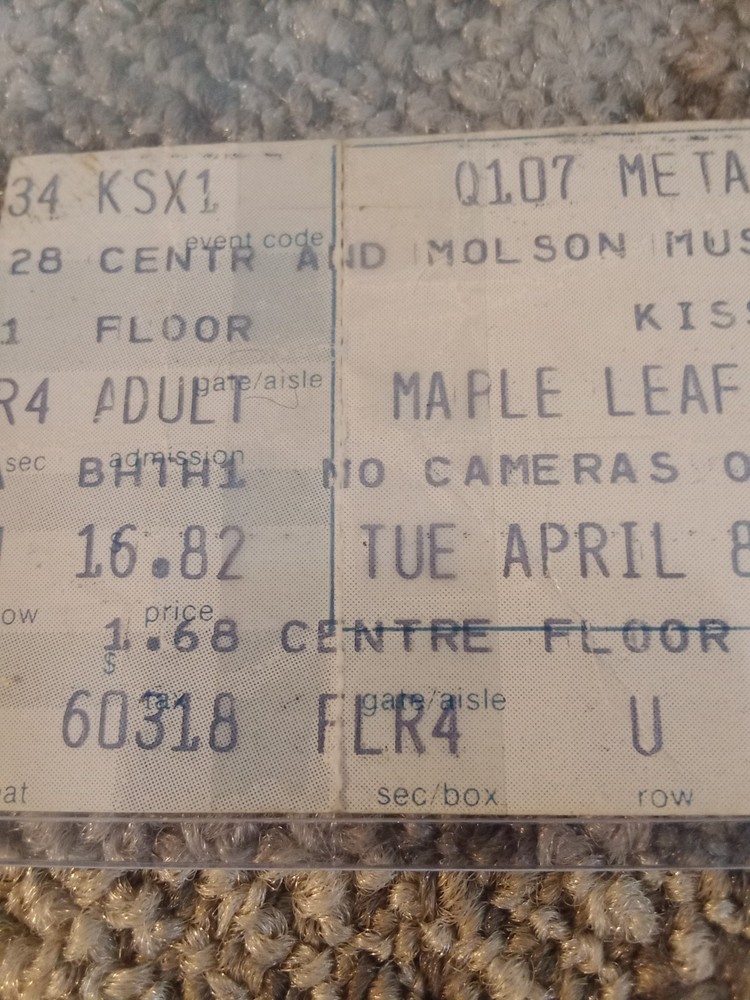 34 KSX1 Q107 META
event code
28 CENTR AND MOLSON MUS
1 FLOOR KISS
gate/aisle
R4 ADULT MAPLE LEAF
sec admission
BHTH1 NO CAMERAS O
16.82 TUE APRIL 8
ow price
$ 1.68 CENTRE FLOOR
tax gate/aisle
60318 FLR4 U
eat sec/box row